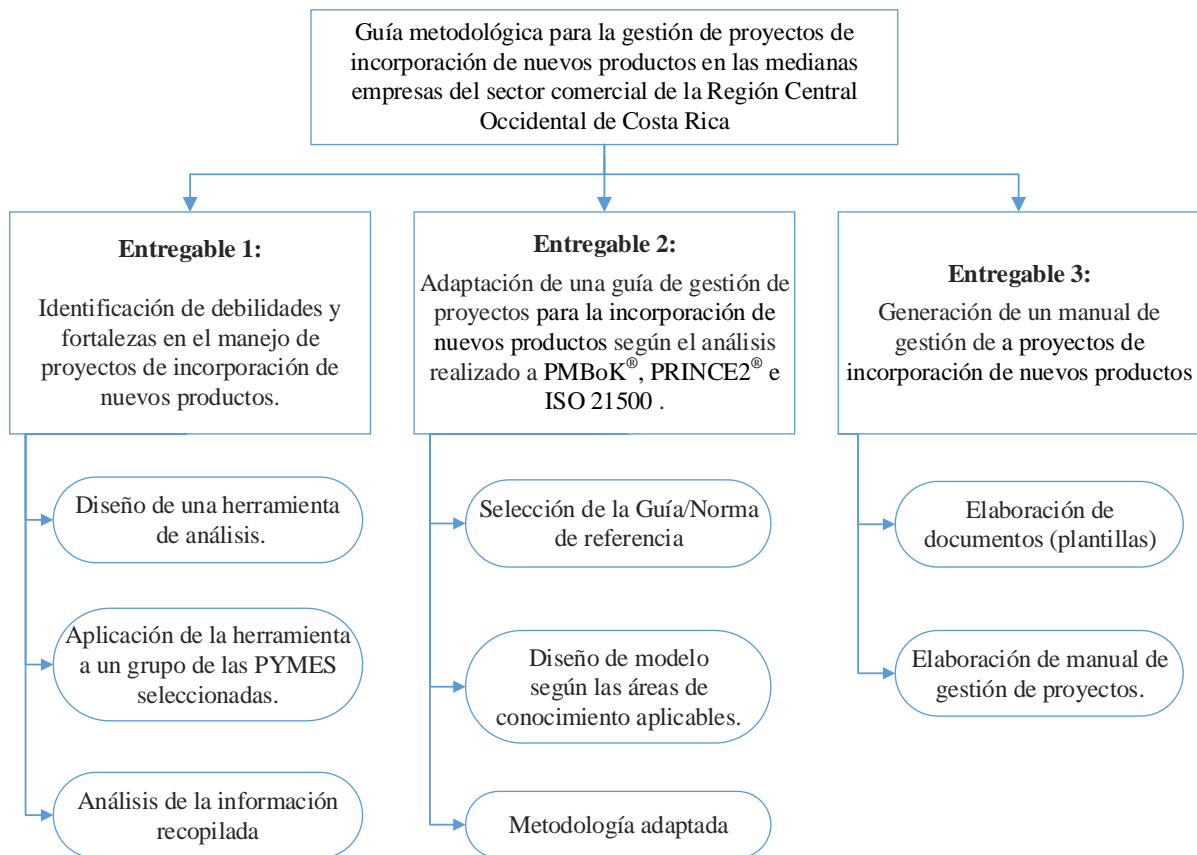 Guía metodológica para la gestión de proyectos de
incorporación de nuevos productos en las medianas
empresas del sector comercial de la Región Central
Occidental de Costa Rica
Entregable 1:
Identificación de debilidades y
fortalezas en el manejo de
proyectos de incorporación de
nuevos productos.
Diseño de una herramienta
de análisis.
Aplicación de la herramienta
a un grupo de las PYMES
seleccionadas.
Análisis de la información
recopilada
Entregable 2:
Adaptación de una guía de gestión de
proyectos para la incorporación de
nuevos productos según el análisis
realizado a PMBoK®, PRINCE2® e
ISO 21500 .
Selección de la Guía/Norma
de referencia
Diseño de modelo
según las áreas de
conocimiento aplicables.
Metodología adaptada
Entregable 3:
Generación de un manual de
gestión de a proyectos de
incorporación de nuevos productos
Elaboración de
documentos (plantillas)
Elaboración de manual de
gestión de proyectos.